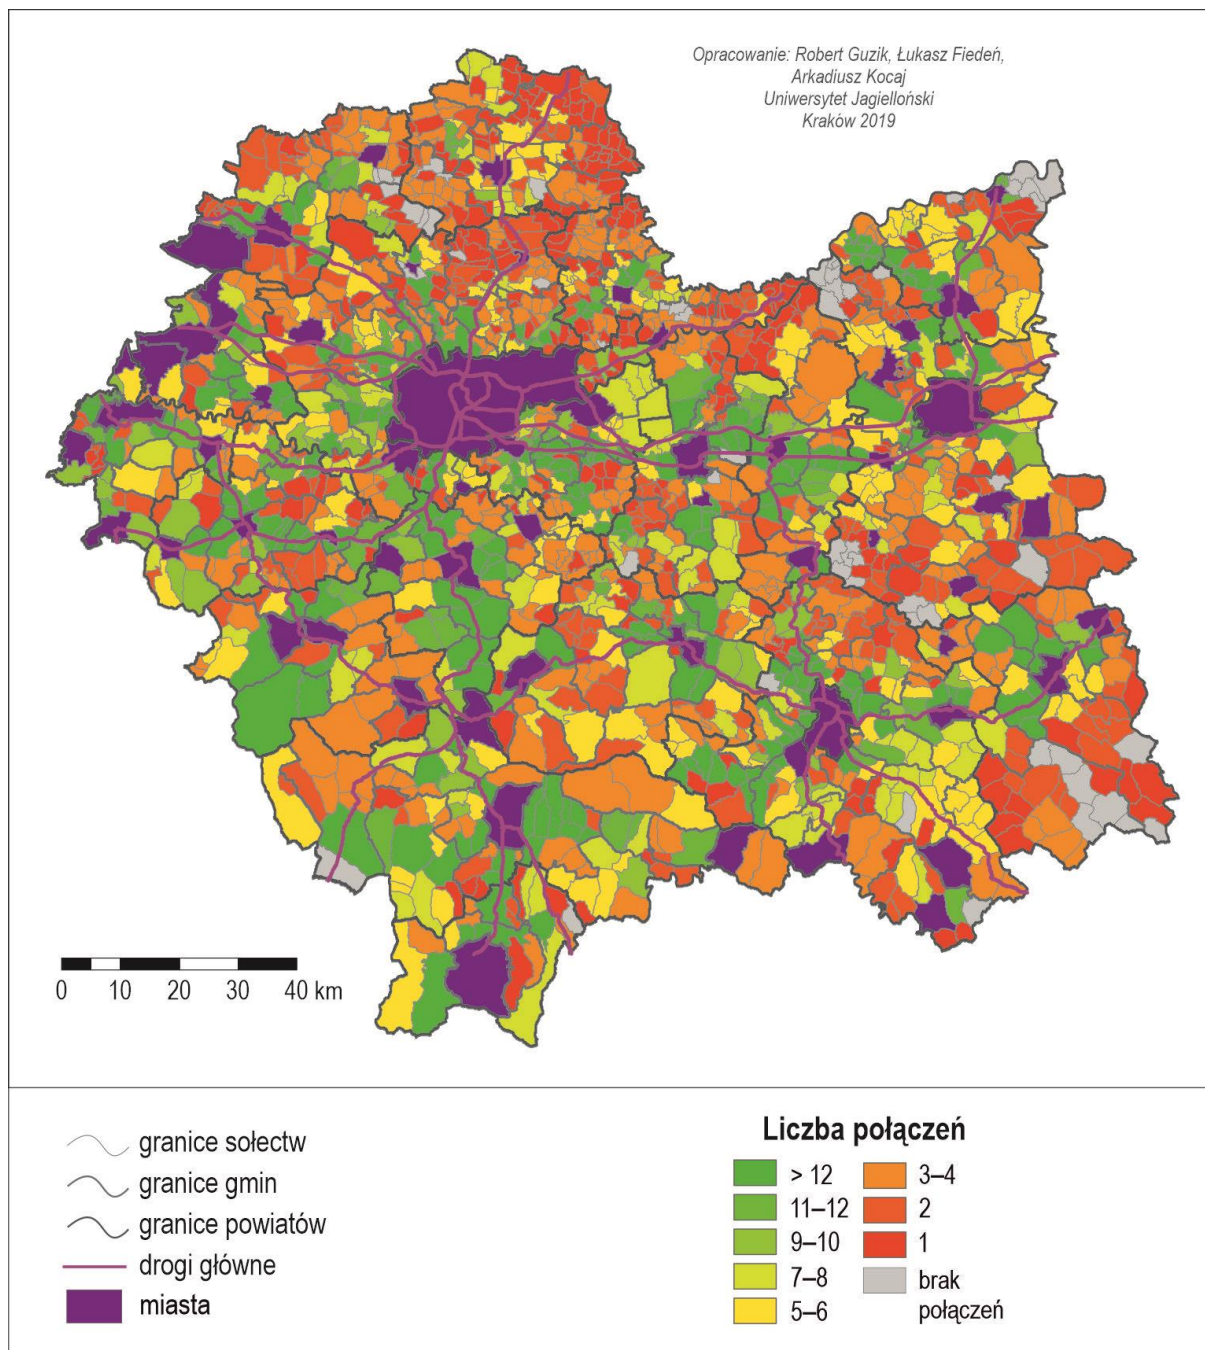 Opracowanie: Robert Guzik, Łukasz Fiedeń,
Arkadiusz Kocaj
Uniwersytet Jagielloński
Kraków 2019
0 10 20 30 40 km
granice sołectw
granice gmin
granice powiatów
drogi główne
miasta
Liczba połączeń
> 12
11–12
9–10
7–8
5–6
3–4
2
1
brak
połączeń